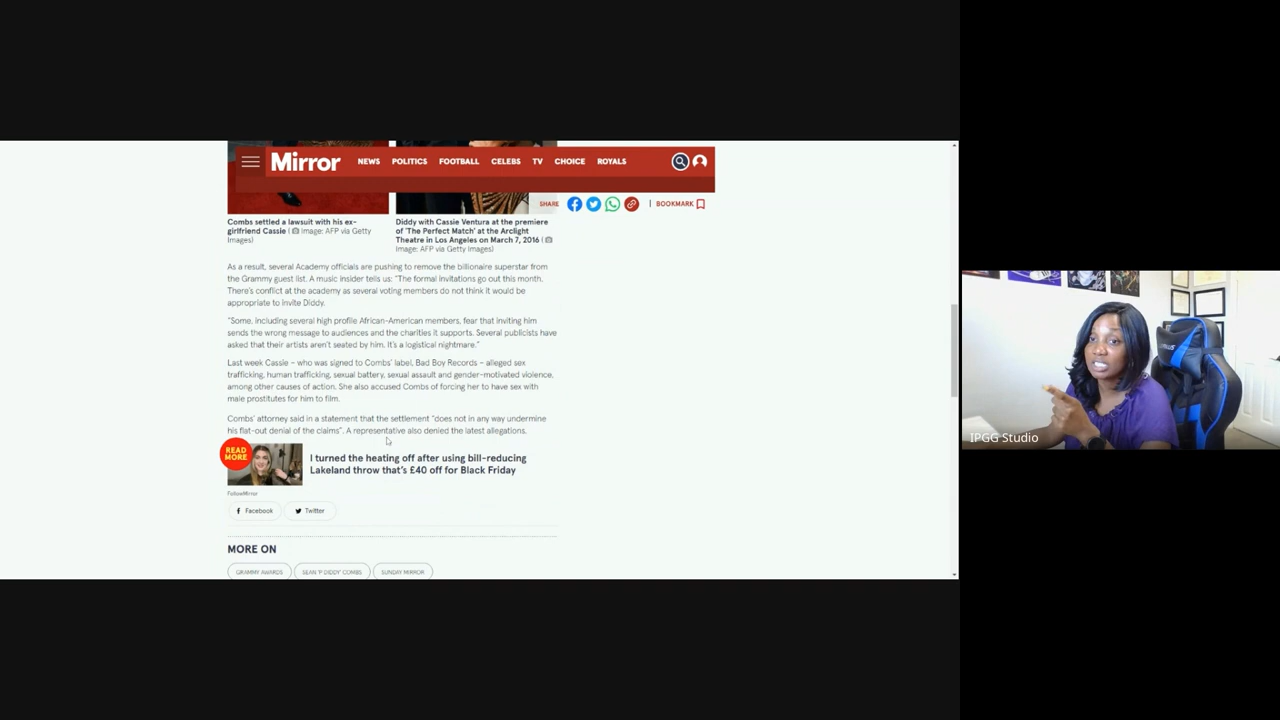 Mirror NEWS POLITICS FOOTBALL CELEBS TV CHOICE ROYALS
SHARE BOOKMARK
Combs settled a lawsuit with his ex-
girlfriend Cassie ( Image: AFP via Getty
Images)
Diddy with Cassie Ventura at the premiere
of 'The Perfect Match' at the Arclight
Theatre in Los Angeles on March 7, 2016 (
Image: AFP via Getty Images)
As a result, several Academy officials are pushing to remove the billionaire superstar from
the Grammy guest list. A music insider tells us: "The formal invitations go out this month.
There's conflict at the academy as several voting members do not think it would be
appropriate to invite Diddy.
"Some, including several high profile African-American members, fear that inviting him
sends the wrong message to audiences and the charities it supports. Several publicists have
asked that their artists aren't seated by him. It's a logistical nightmare."
Last week Cassie – who was signed to Combs' label, Bad Boy Records – alleged sex
trafficking, human trafficking, sexual battery, sexual assault and gender-motivated violence,
among other causes of action. She also accused Combs of forcing her to have sex with
male prostitutes for him to film.
Combs' attorney said in a statement that the settlement "does not in any way undermine
his flat-out denial of the claims". A representative also denied the latest allegations.
READ
MORE
I turned the heating off after using bill-reducing
Lakeland throw that's £40 off for Black Friday
FollowMirror
Facebook Twitter
MORE ON
GRAMMY AWARDS SEAN 'P DIDDY' COMBS SUNDAY MIRROR
IPGG Studio